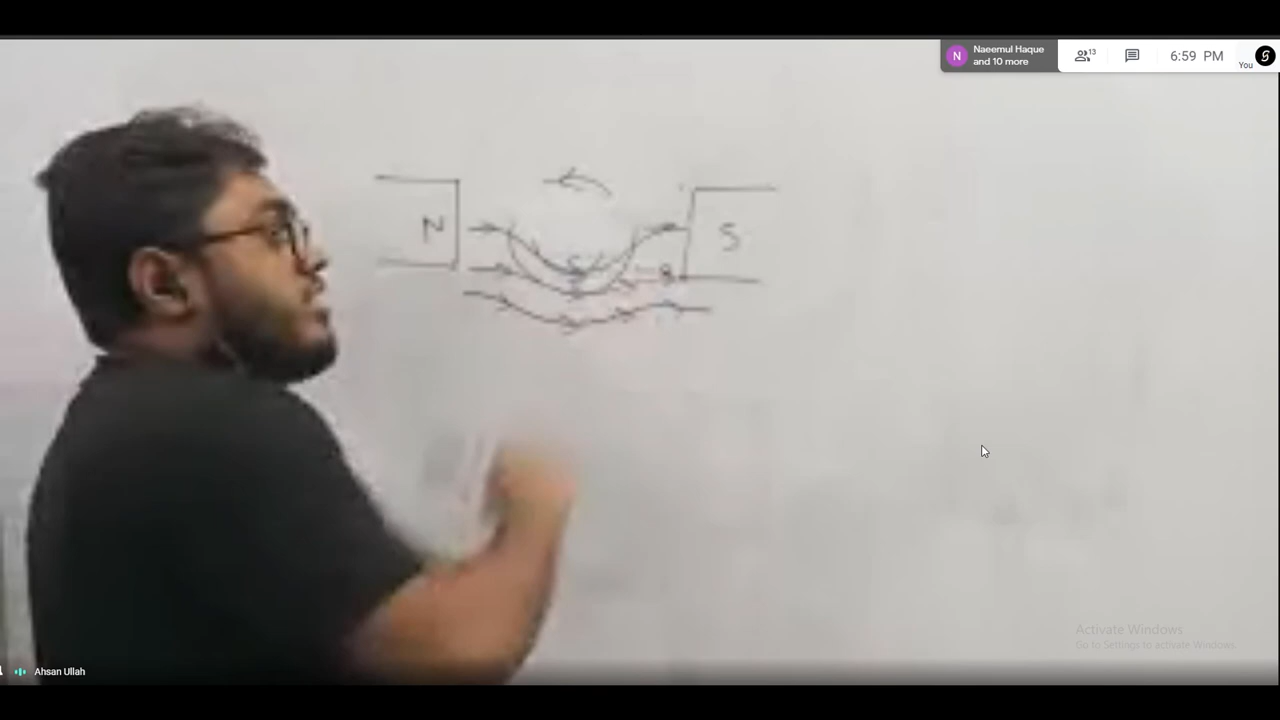 Naeemul Haque
and 10 more
13
6:59 PM
You
N
S
B
Activate Windows
Go to Settings to activate Windows.
Ahsan Ullah